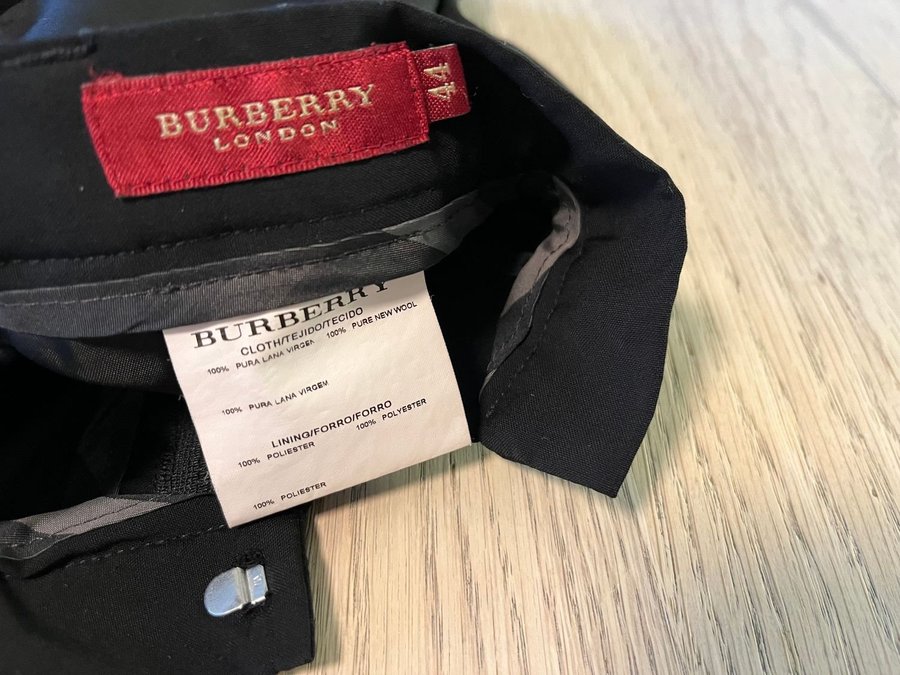 BURBERRY
LONDON
44
BURBERRY
CLOTH/TEJIDO/TECIDO
100% PURA LANA VIRGEN 100% PURE NEW WOOL
100% PURA LANA VIRGEM
LINING/FORRO/FORRO
100% POLIESTER 100% POLYESTER
100% POLIESTER